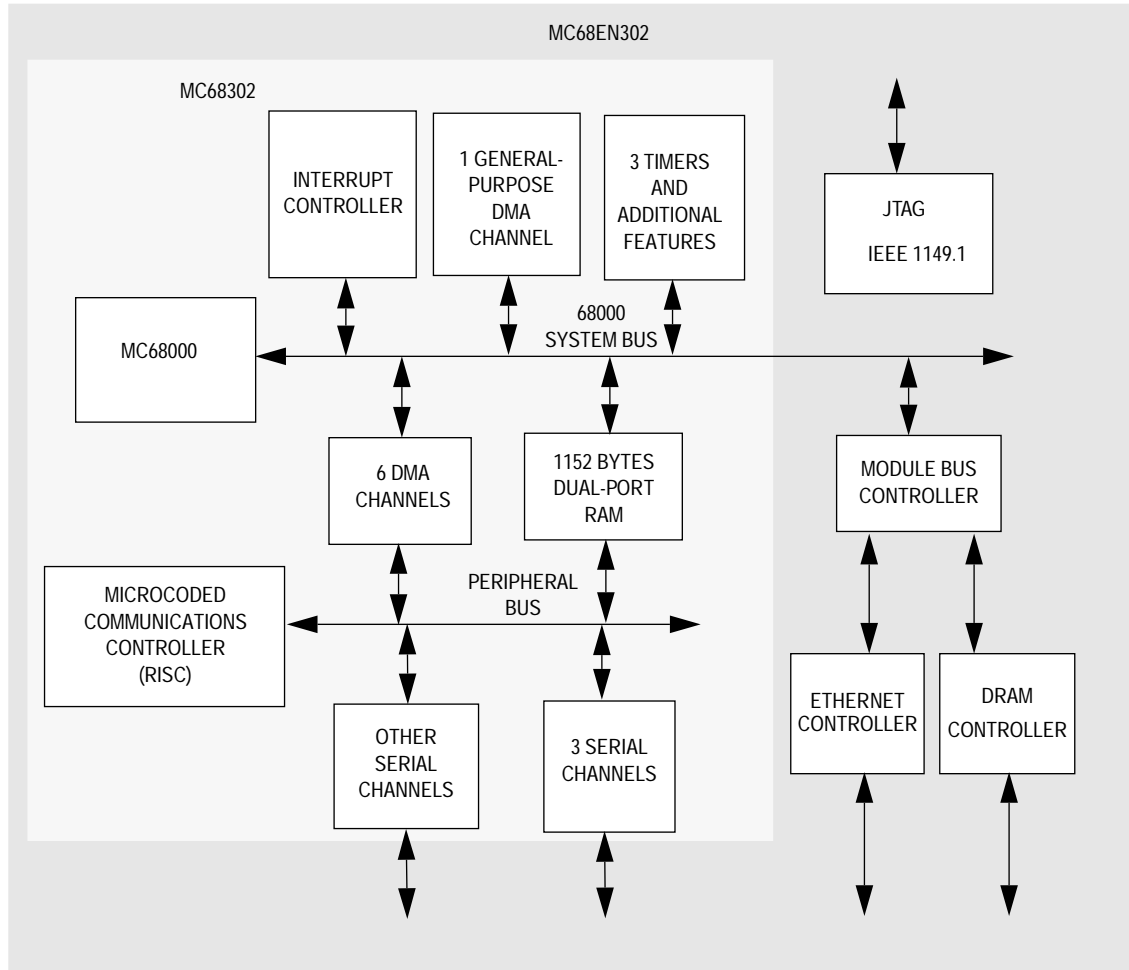 MC68EN302
MC68302
INTERRUPT
CONTROLLER
1 GENERAL-
PURPOSE
DMA
CHANNEL
3 TIMERS
AND
ADDITIONAL
FEATURES
JTAG
IEEE 1149.1
MC68000
68000
SYSTEM BUS
6 DMA
CHANNELS
1152 BYTES
DUAL-PORT
RAM
MODULE BUS
CONTROLLER
MICROCODED
COMMUNICATIONS
CONTROLLER
(RISC)
PERIPHERAL
BUS
OTHER
SERIAL
CHANNELS
3 SERIAL
CHANNELS
ETHERNET
CONTROLLER
DRAM
CONTROLLER